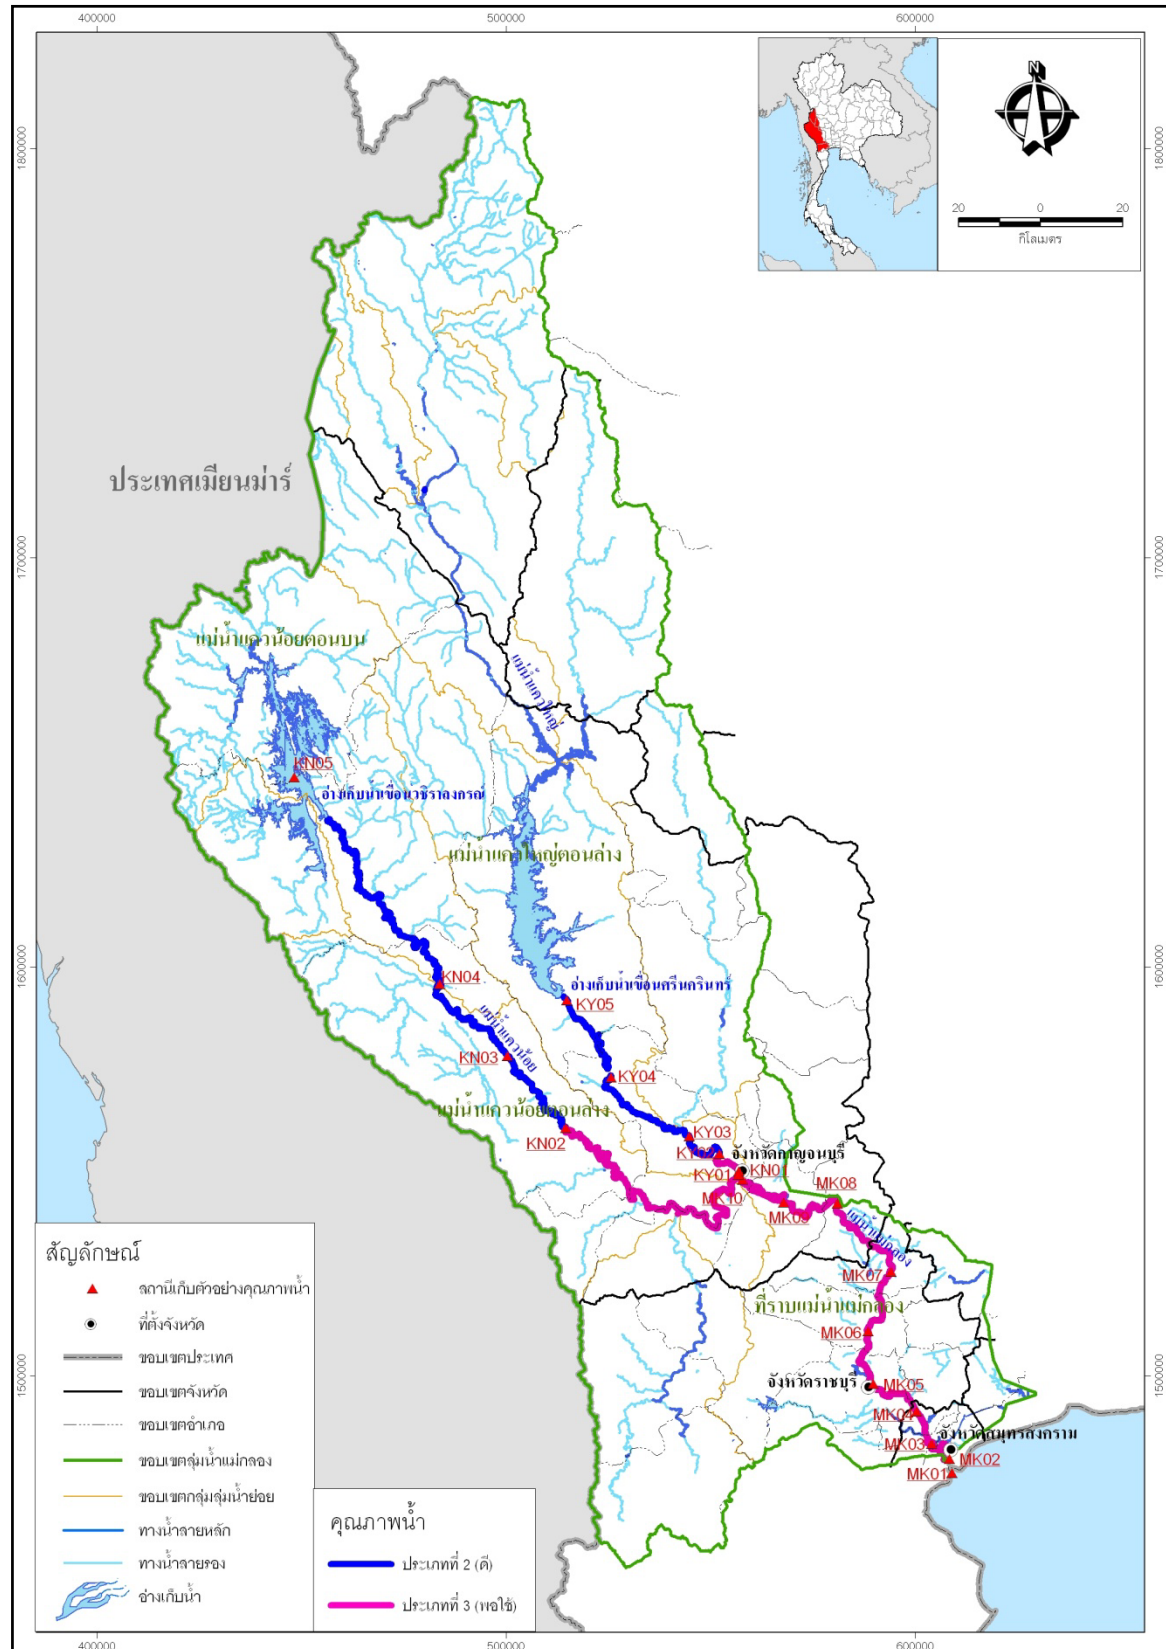 400000
500000
600000
1800000
1800000
N
20
0
20
กิโลเมตร
ประเทศเมียนม่าร์
1700000
1700000
แม่น้ำแควน้อยตอนบน
แม่น้ำแควใหญ่
KN05
อ่างเก็บน้ำเขื่อนวชิราลงกรณ์
แม่น้ำแควใหญ่ตอนล่าง
1600000
1600000
KN04
อ่างเก็บน้ำเขื่อนศรีนครินทร์
KY05
แม่น้ำแควน้อย
KN03
KY04
แม่น้ำแควน้อยตอนล่าง
KN02
KY03
KY02
จังหวัดกาญจนบุรี
KY01
KN01
MK10
MK09
MK08
แม่น้ำแม่กลอง
MK07
ที่ราบแม่น้ำแม่กลอง
MK06
จังหวัดราชบุรี
MK05
1500000
1500000
MK04
MK03
จังหวัดสมุทรสงคราม
MK02
MK01
สัญลักษณ์
สถานีเก็บตัวอย่างคุณภาพน้ำ
ที่ตั้งจังหวัด
ขอบเขตประเทศ
ขอบเขตจังหวัด
ขอบเขตอำเภอ
ขอบเขตลุ่มน้ำแม่กลอง
ขอบเขตกลุ่มลุ่มน้ำย่อย
ทางน้ำสายหลัก
ทางน้ำสายรอง
อ่างเก็บน้ำ
คุณภาพน้ำ
ประเภทที่ 2 (ดี)
ประเภทที่ 3 (พอใช้)
400000
500000
600000